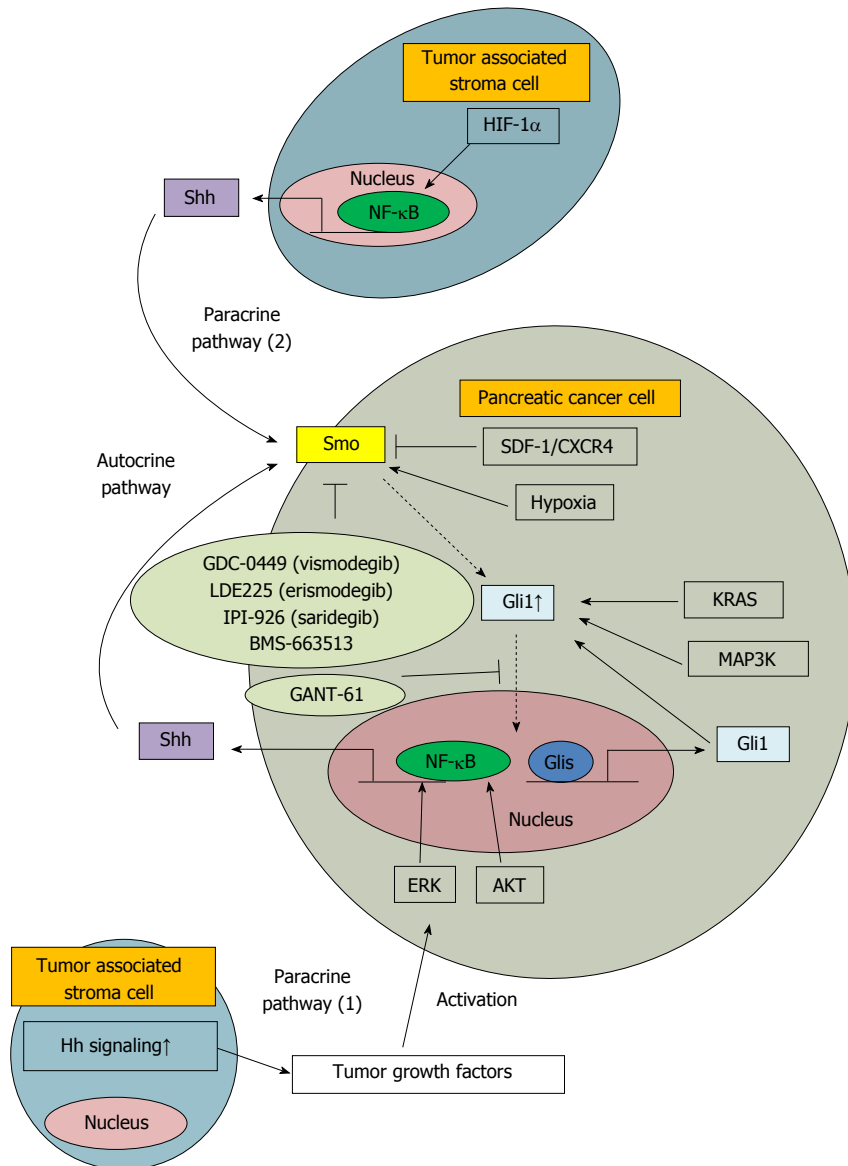 Tumor associated
stroma cell
HIF-1α
Nucleus
NF-κB
Shh
Paracrine
pathway (2)
Pancreatic cancer cell
Smo
SDF-1/CXCR4
Autocrine
pathway
Hypoxia
GDC-0449 (vismodegib)
LDE225 (erismodegib)
IPI-926 (saridegib)
BMS-663513
Gli1↑
KRAS
MAP3K
GANT-61
Shh
Gli1
NF-κB
Glis
Nucleus
ERK
AKT
Tumor associated
stroma cell
Paracrine
pathway (1)
Activation
Hh signaling↑
Tumor growth factors
Nucleus